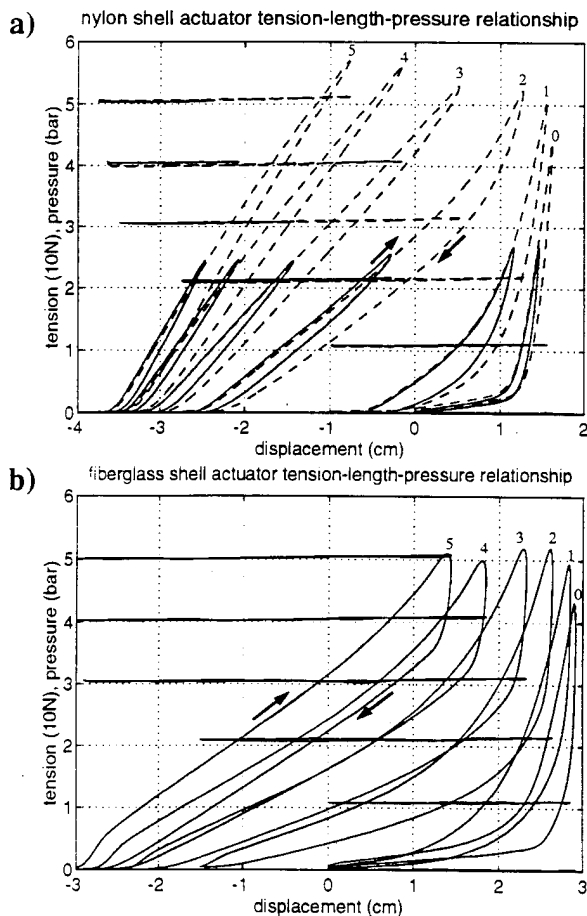 a) nylon shell actuator tension-length-pressure relationship
6
5
4
3
2
1
0
tension (10N), pressure (bar)
5 4 3 2 1 0
-4 -3 -2 -1 0 1 2
displacement (cm)
b) fiberglass shell actuator tension-length-pressure relationship
6
5
4
3
2
1
0
tension (10N), pressure (bar)
5 4 3 2 1 0
-3 -2 -1 0 1 2 3
displacement (cm)